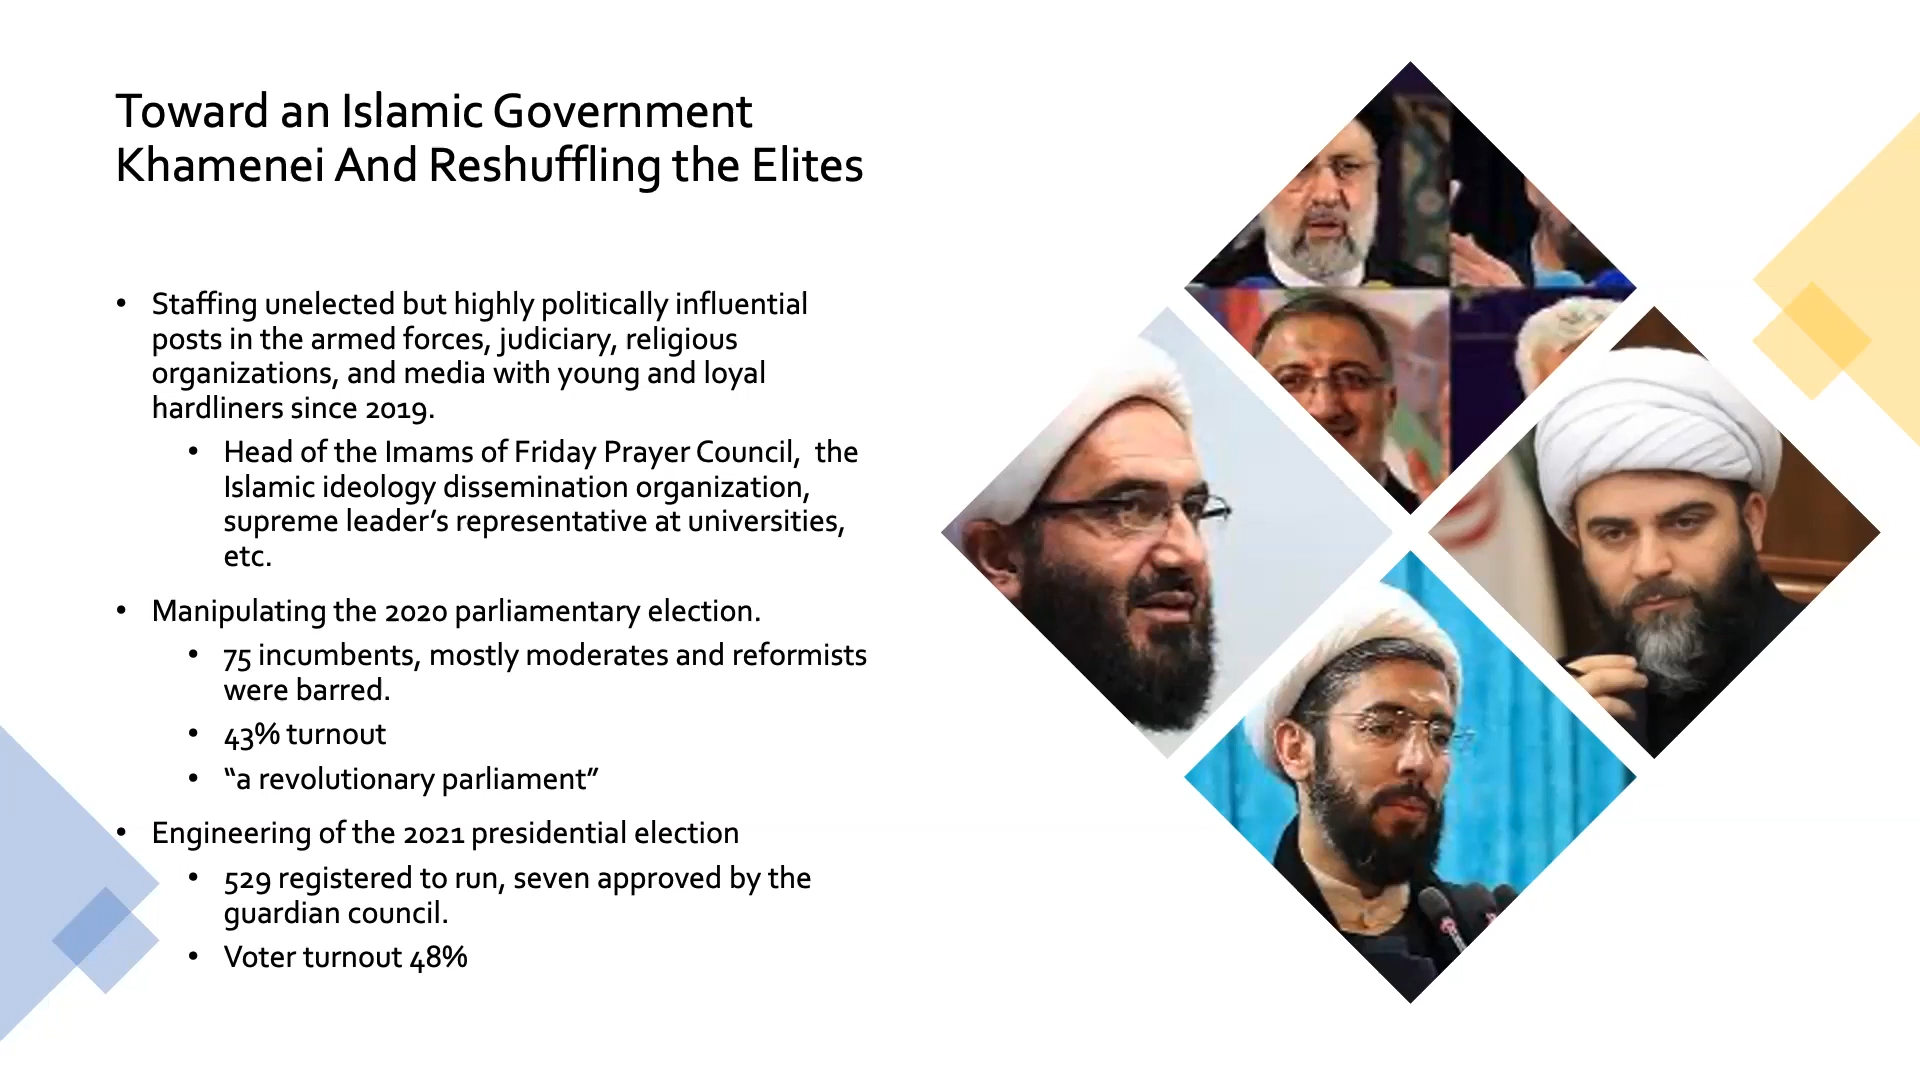 Toward an Islamic Government
Khamenei And Reshuffling the Elites
• Staffing unelected but highly politically influential
posts in the armed forces, judiciary, religious
organizations, and media with young and loyal
hardliners since 2019.
• Head of the Imams of Friday Prayer Council,  the
Islamic ideology dissemination organization,
supreme leader’s representative at universities,
etc.
• Manipulating the 2020 parliamentary election.
• 75 incumbents, mostly moderates and reformists
were barred.
• 43% turnout
• “a revolutionary parliament”
• Engineering of the 2021 presidential election
• 529 registered to run, seven approved by the
guardian council.
• Voter turnout 48%